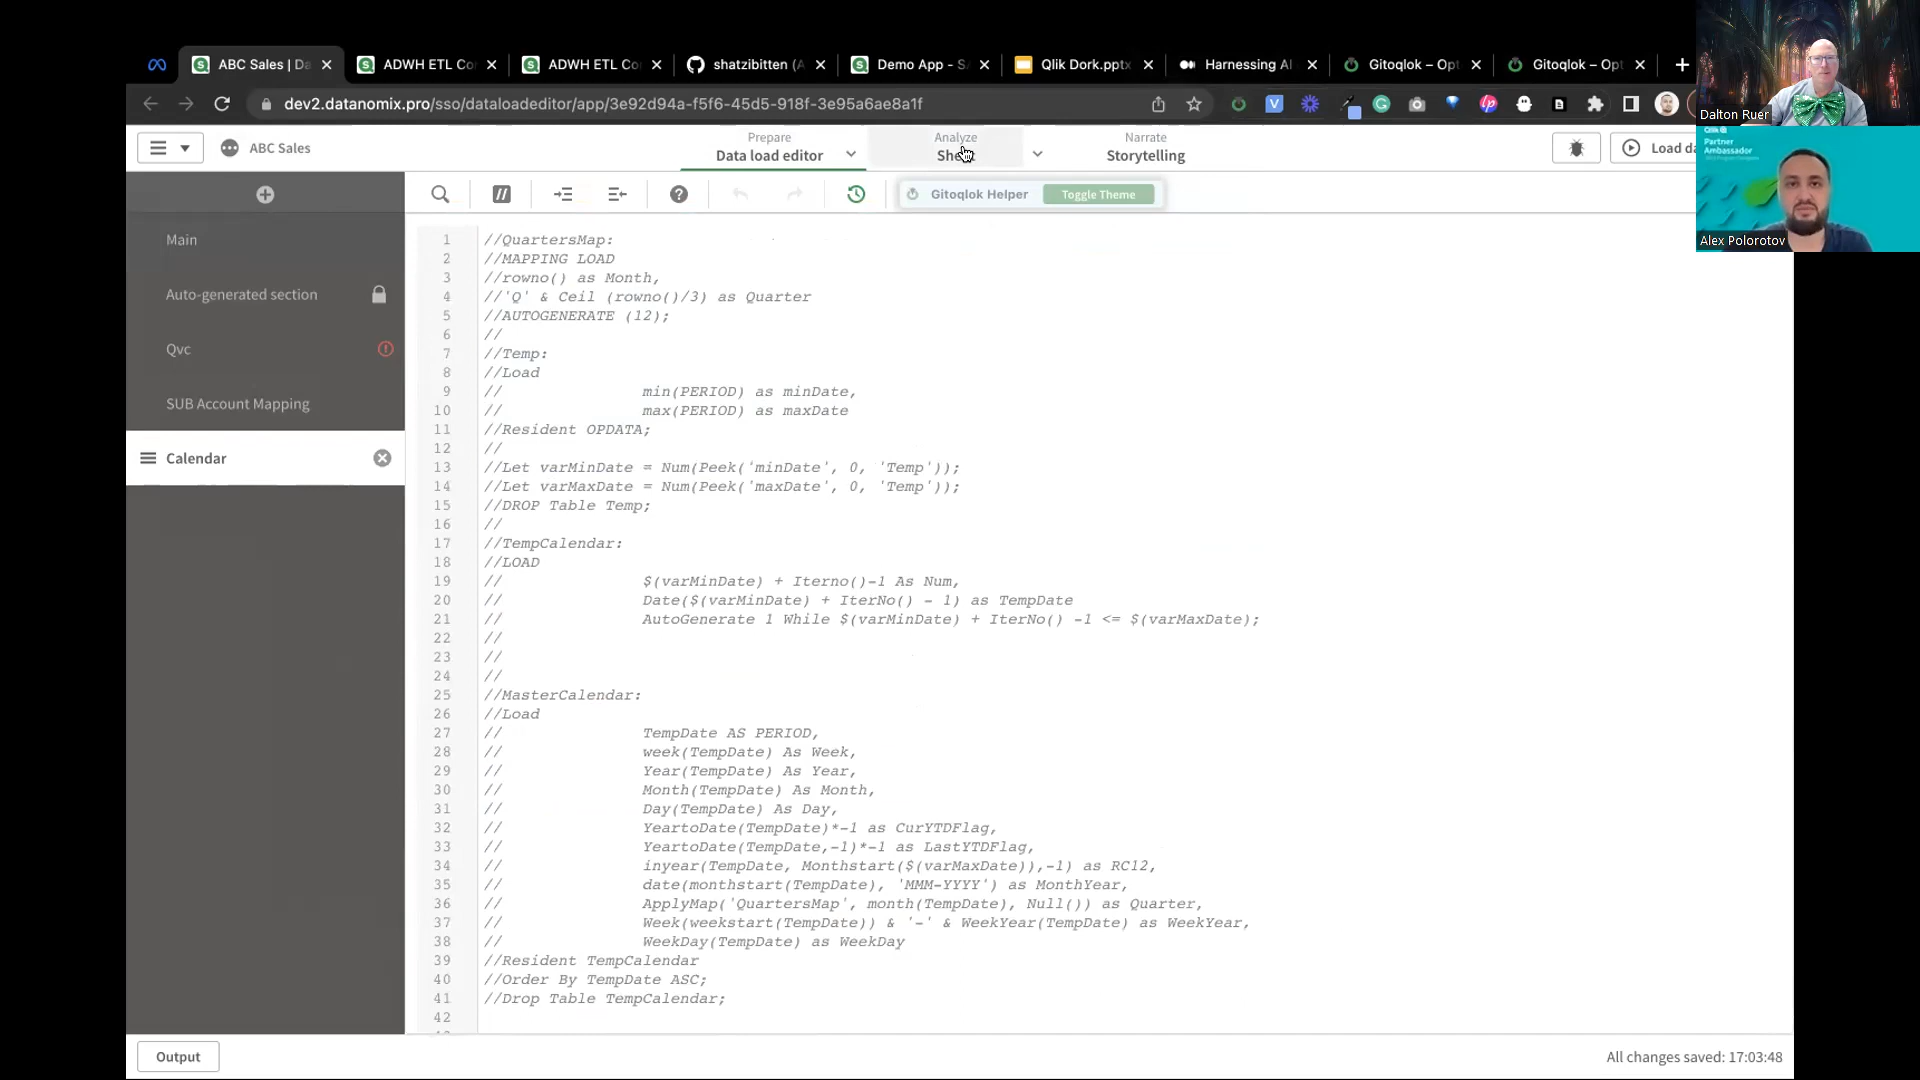 ABC Sales | Da
ADWH ETL Co
ADWH ETL Co
shatzibitten (A
Demo App - S
Qlik Dork.pptx
Harnessing AI
Gitoqlok – Opt
Gitoqlok – Opt
dev2.datanomix.pro/sso/dataloadeditor/app/3e92d94a-f5f6-45d5-918f-3e95a6ae8a1f
Dalton Ruer
Qlik
Partner
Ambassador
Alex Polorotov
ABC Sales
Prepare
Data load editor
Analyze
Narrate
Storytelling
Load da
Gitoqlok Helper
Toggle Theme
Main
Auto-generated section
Qvc
SUB Account Mapping
Calendar
1 //QuartersMap:
2 //MAPPING LOAD
3 //rowno() as Month,
4 //'Q' & Ceil (rowno()/3) as Quarter
5 //AUTOGENERATE (12);
6 //
7 //Temp:
8 //Load
9 // min(PERIOD) as minDate,
10 // max(PERIOD) as maxDate
11 //Resident OPDATA;
12 //
13 //Let varMinDate = Num(Peek('minDate', 0, 'Temp'));
14 //Let varMaxDate = Num(Peek('maxDate', 0, 'Temp'));
15 //DROP Table Temp;
16 //
17 //TempCalendar:
18 //LOAD
19 // $(varMinDate) + Iterno()-1 As Num,
20 // Date($(varMinDate) + IterNo() - 1) as TempDate
21 // AutoGenerate 1 While $(varMinDate) + IterNo() -1 <= $(varMaxDate);
22 //
23 //
24 //
25 //MasterCalendar:
26 //Load
27 // TempDate AS PERIOD,
28 // week(TempDate) As Week,
29 // Year(TempDate) As Year,
30 // Month(TempDate) As Month,
31 // Day(TempDate) As Day,
32 // YeartoDate(TempDate)*-1 as CurYTDFlag,
33 // YeartoDate(TempDate,-1)*-1 as LastYTDFlag,
34 // inyear(TempDate, Monthstart($(varMaxDate)),-1) as RC12,
35 // date(monthstart(TempDate), 'MMM-YYYY') as MonthYear,
36 // ApplyMap('QuartersMap', month(TempDate), Null()) as Quarter,
37 // Week(weekstart(TempDate)) & '-' & WeekYear(TempDate) as WeekYear,
38 // WeekDay(TempDate) as WeekDay
39 //Resident TempCalendar
40 //Order By TempDate ASC;
41 //Drop Table TempCalendar;
42
Output
All changes saved: 17:03:48